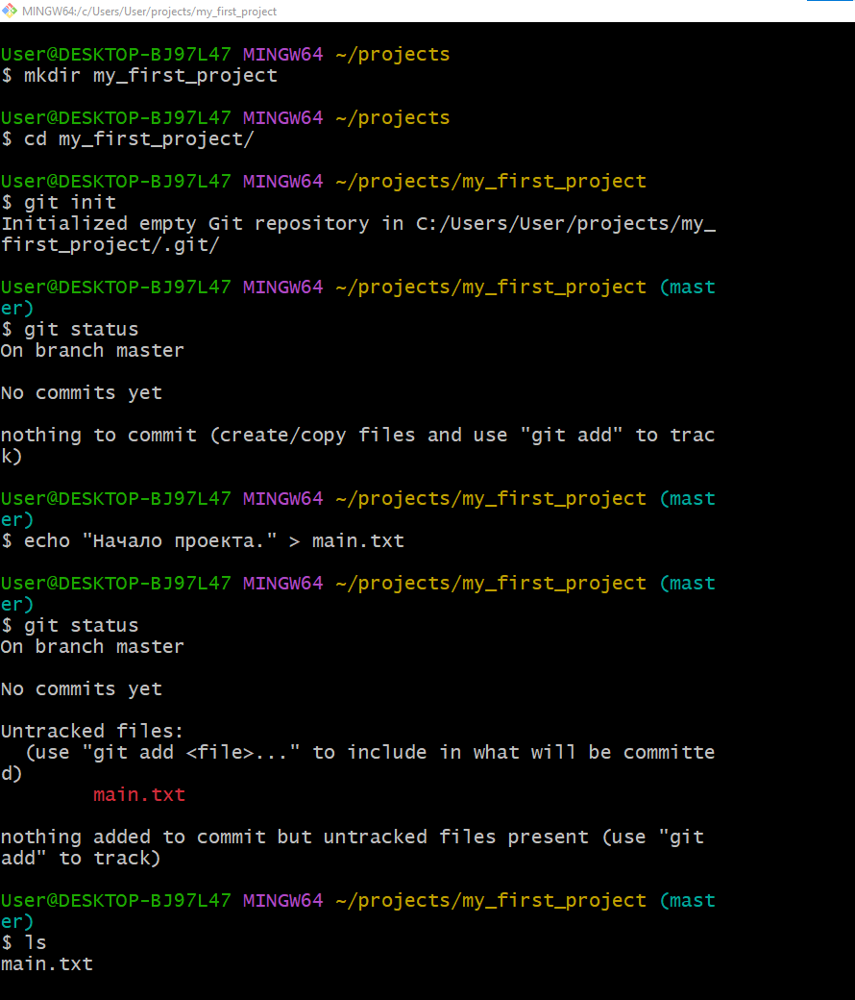 MINGW64:/c/Users/User/projects/my_first_project
User@DESKTOP-BJ97L47 MINGW64 ~/projects
$ mkdir my_first_project
User@DESKTOP-BJ97L47 MINGW64 ~/projects
$ cd my_first_project/
User@DESKTOP-BJ97L47 MINGW64 ~/projects/my_first_project
$ git init
Initialized empty Git repository in C:/Users/User/projects/my_
first_project/.git/
User@DESKTOP-BJ97L47 MINGW64 ~/projects/my_first_project (mast
er)
$ git status
On branch master
No commits yet
nothing to commit (create/copy files and use "git add" to trac
k)
User@DESKTOP-BJ97L47 MINGW64 ~/projects/my_first_project (mast
er)
$ echo "Начало проекта." > main.txt
User@DESKTOP-BJ97L47 MINGW64 ~/projects/my_first_project (mast
er)
$ git status
On branch master
No commits yet
Untracked files:
  (use "git add <file>..." to include in what will be committe
d)
        main.txt
nothing added to commit but untracked files present (use "git
add" to track)
User@DESKTOP-BJ97L47 MINGW64 ~/projects/my_first_project (mast
er)
$ ls
main.txt